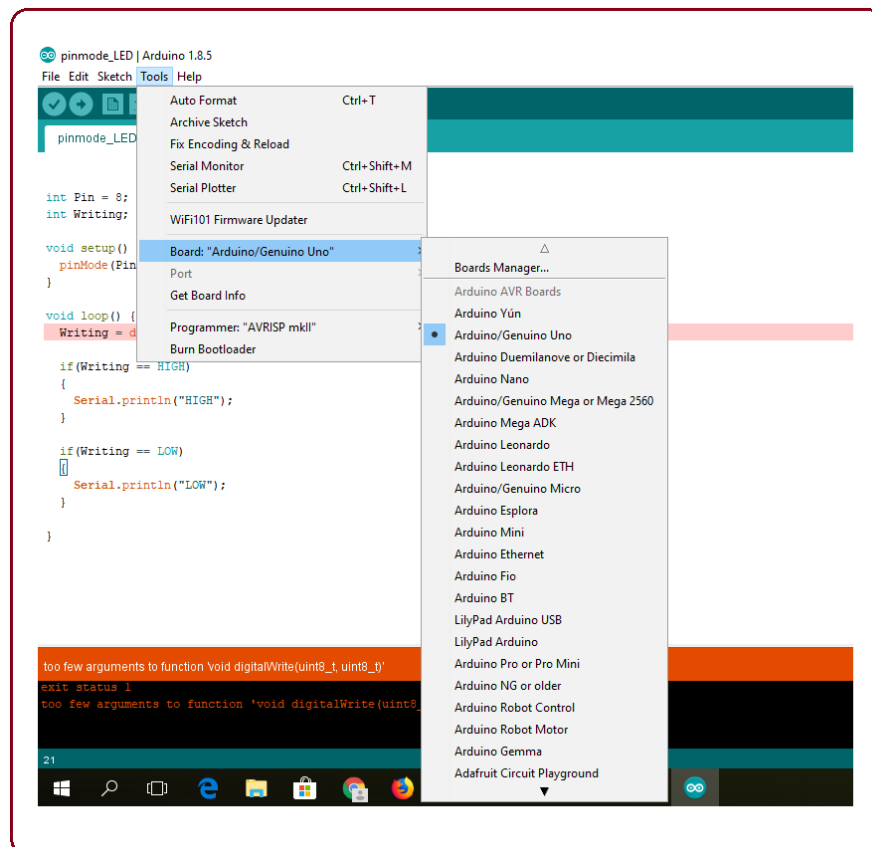 pinmode_LED | Arduino 1.8.5
File Edit Sketch Tools Help
pinmode_LED
Auto Format Ctrl+T
Archive Sketch
Fix Encoding & Reload
Serial Monitor Ctrl+Shift+M
Serial Plotter Ctrl+Shift+L
WiFi101 Firmware Updater
Board: "Arduino/Genuino Uno"
Port
Get Board Info
Programmer: "AVRISP mkII"
Burn Bootloader
Boards Manager...
Arduino AVR Boards
Arduino Yún
Arduino/Genuino Uno
Arduino Duemilanove or Diecimila
Arduino Nano
Arduino/Genuino Mega or Mega 2560
Arduino Mega ADK
Arduino Leonardo
Arduino Leonardo ETH
Arduino/Genuino Micro
Arduino Esplora
Arduino Mini
Arduino Ethernet
Arduino Fio
Arduino BT
LilyPad Arduino USB
LilyPad Arduino
Arduino Pro or Pro Mini
Arduino NG or older
Arduino Robot Control
Arduino Robot Motor
Arduino Gemma
Adafruit Circuit Playground
int Pin = 8;
int Writing;
void setup()
pinMode(Pin
}
void loop() {
Writing = d
if(Writing == HIGH)
{
Serial.println("HIGH");
}
if(Writing == LOW)
{
Serial.println("LOW");
}
}
too few arguments to function 'void digitalWrite(uint8_t, uint8_t)'
exit status 1
too few arguments to function 'void digitalWrite(uint8_
21